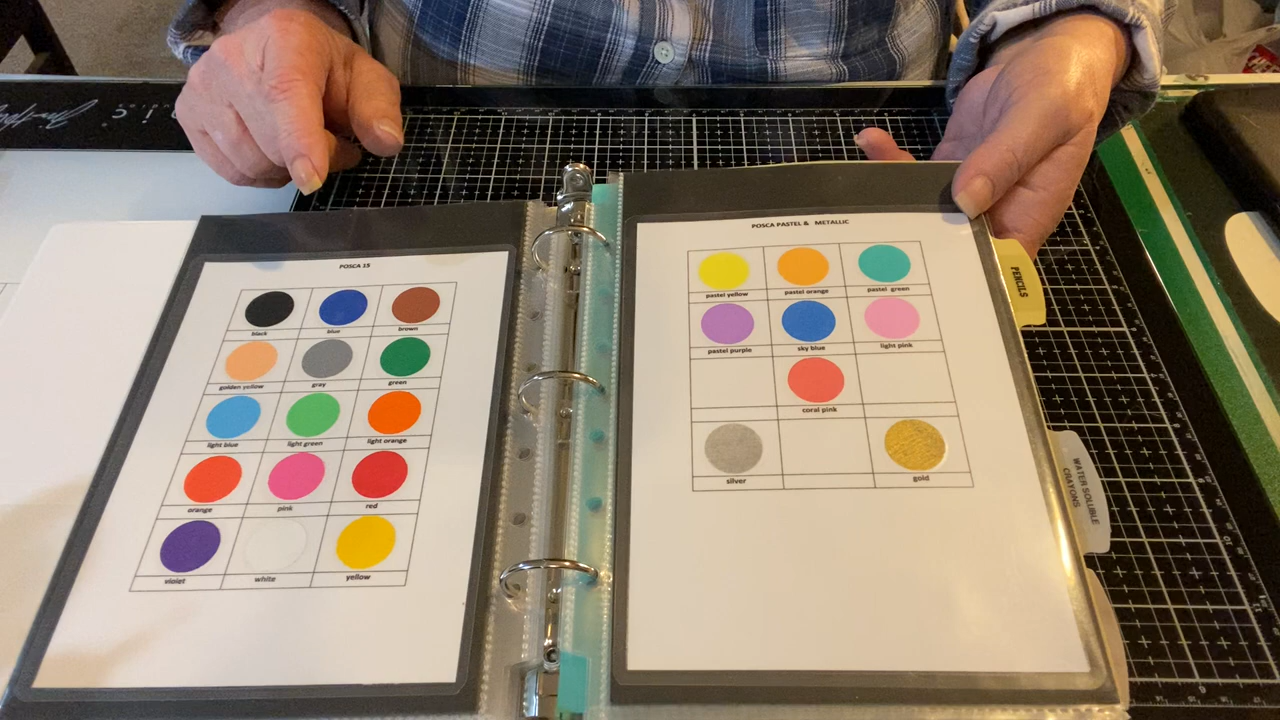 POSCA 15
black blue brown
golden yellow gray green
light blue light green light orange
orange pink red
violet white yellow
POSCA PASTEL & METALLIC
pastel yellow pastel orange pastel green
pastel purple sky blue light pink
coral pink
silver gold
PENCILS
WATER SOLUBLE
CRAYONS